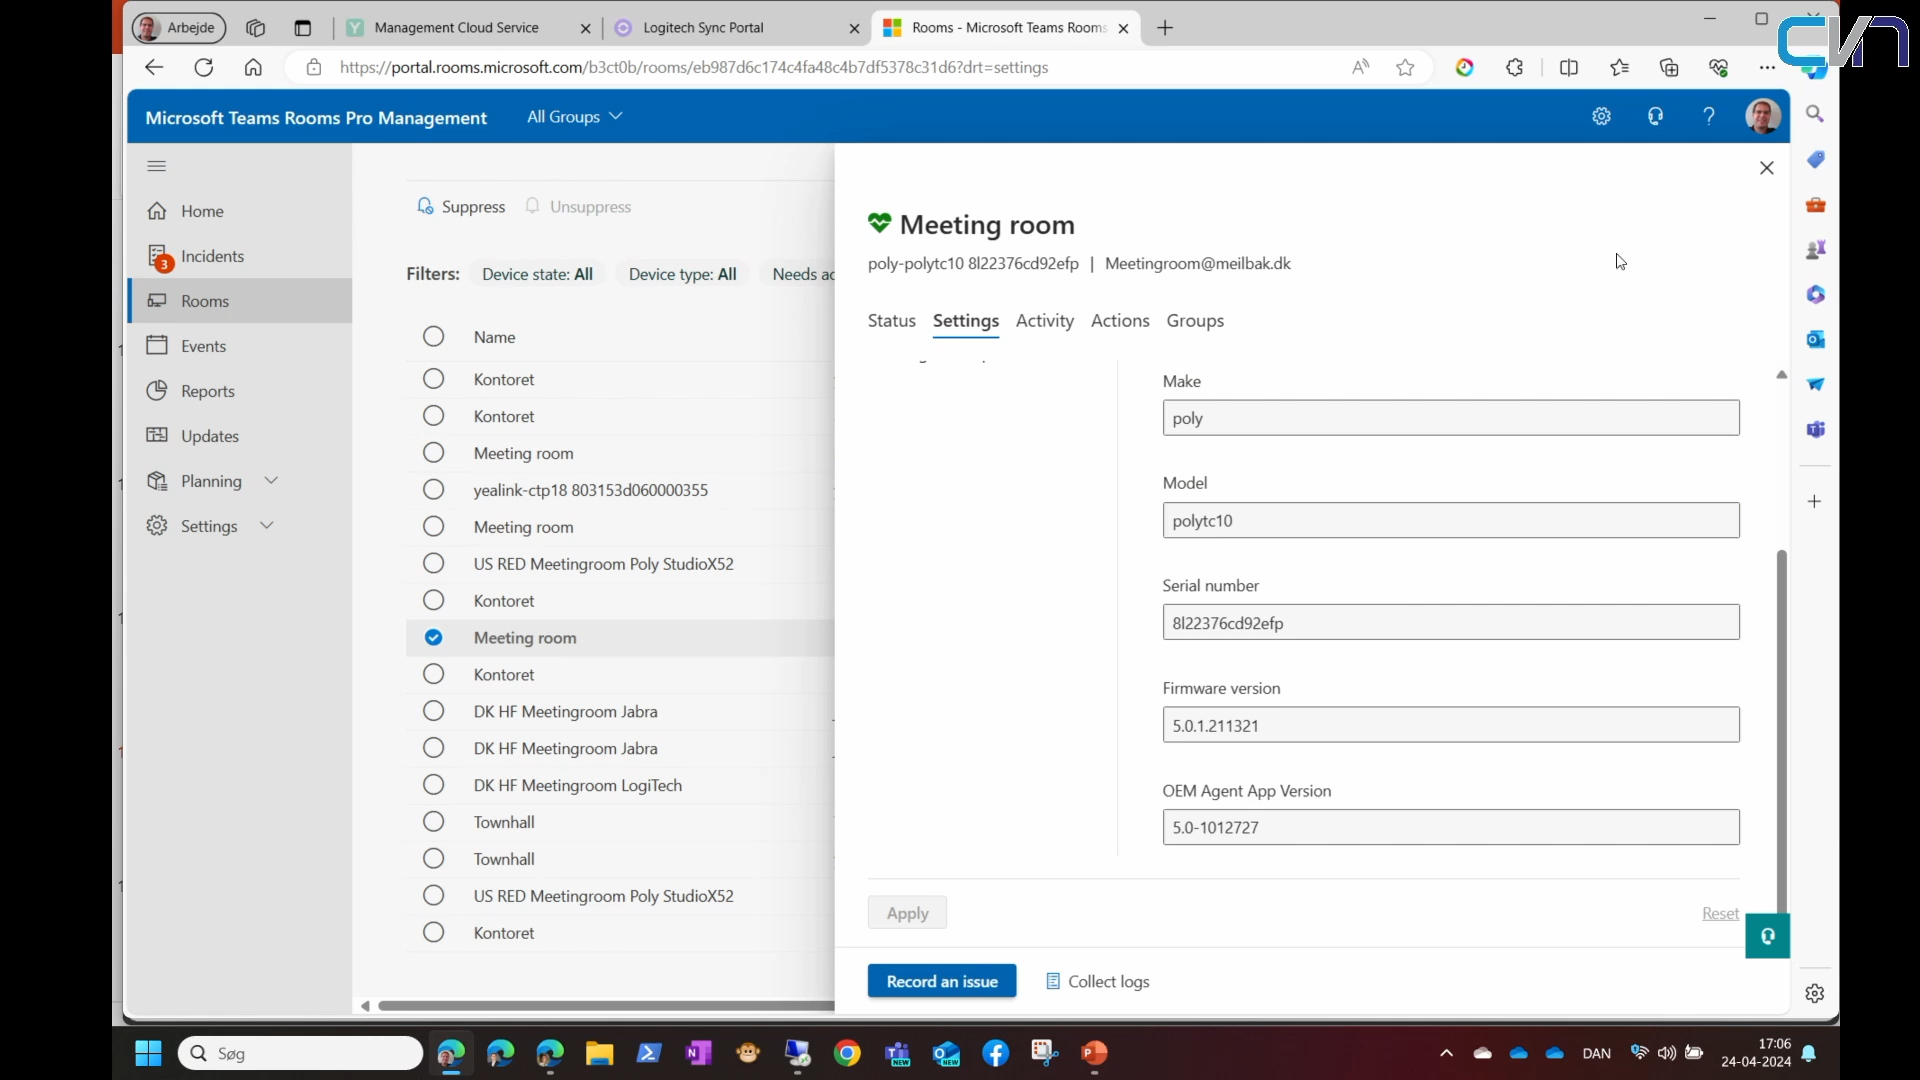 Arbejde
Management Cloud Service
Logitech Sync Portal
Rooms - Microsoft Teams Rooms
CVN
https://portal.rooms.microsoft.com/b3ct0b/rooms/eb987d6c174c4fa48c4b7df5378c31d6?drt=settings
Microsoft Teams Rooms Pro Management
All Groups
Home
3
Incidents
Rooms
Events
Reports
Updates
Planning
Settings
Suppress
Unsuppress
Filters:
Device state: All
Device type: All
Needs ac
Name
Kontoret
Kontoret
Meeting room
yealink-ctp18 803153d060000355
Meeting room
US RED Meetingroom Poly StudioX52
Kontoret
Meeting room
Kontoret
DK HF Meetingroom Jabra
DK HF Meetingroom Jabra
DK HF Meetingroom LogiTech
Townhall
Townhall
US RED Meetingroom Poly StudioX52
Kontoret
Meeting room
poly-polytc10 8l22376cd92efp | Meetingroom@meilbak.dk
Status
Settings
Activity
Actions
Groups
Make
poly
Model
polytc10
Serial number
8l22376cd92efp
Firmware version
5.0.1.211321
OEM Agent App Version
5.0-1012727
Apply
Reset
Record an issue
Collect logs
Søg
NEW
NEW
DAN
17:06
24-04-2024